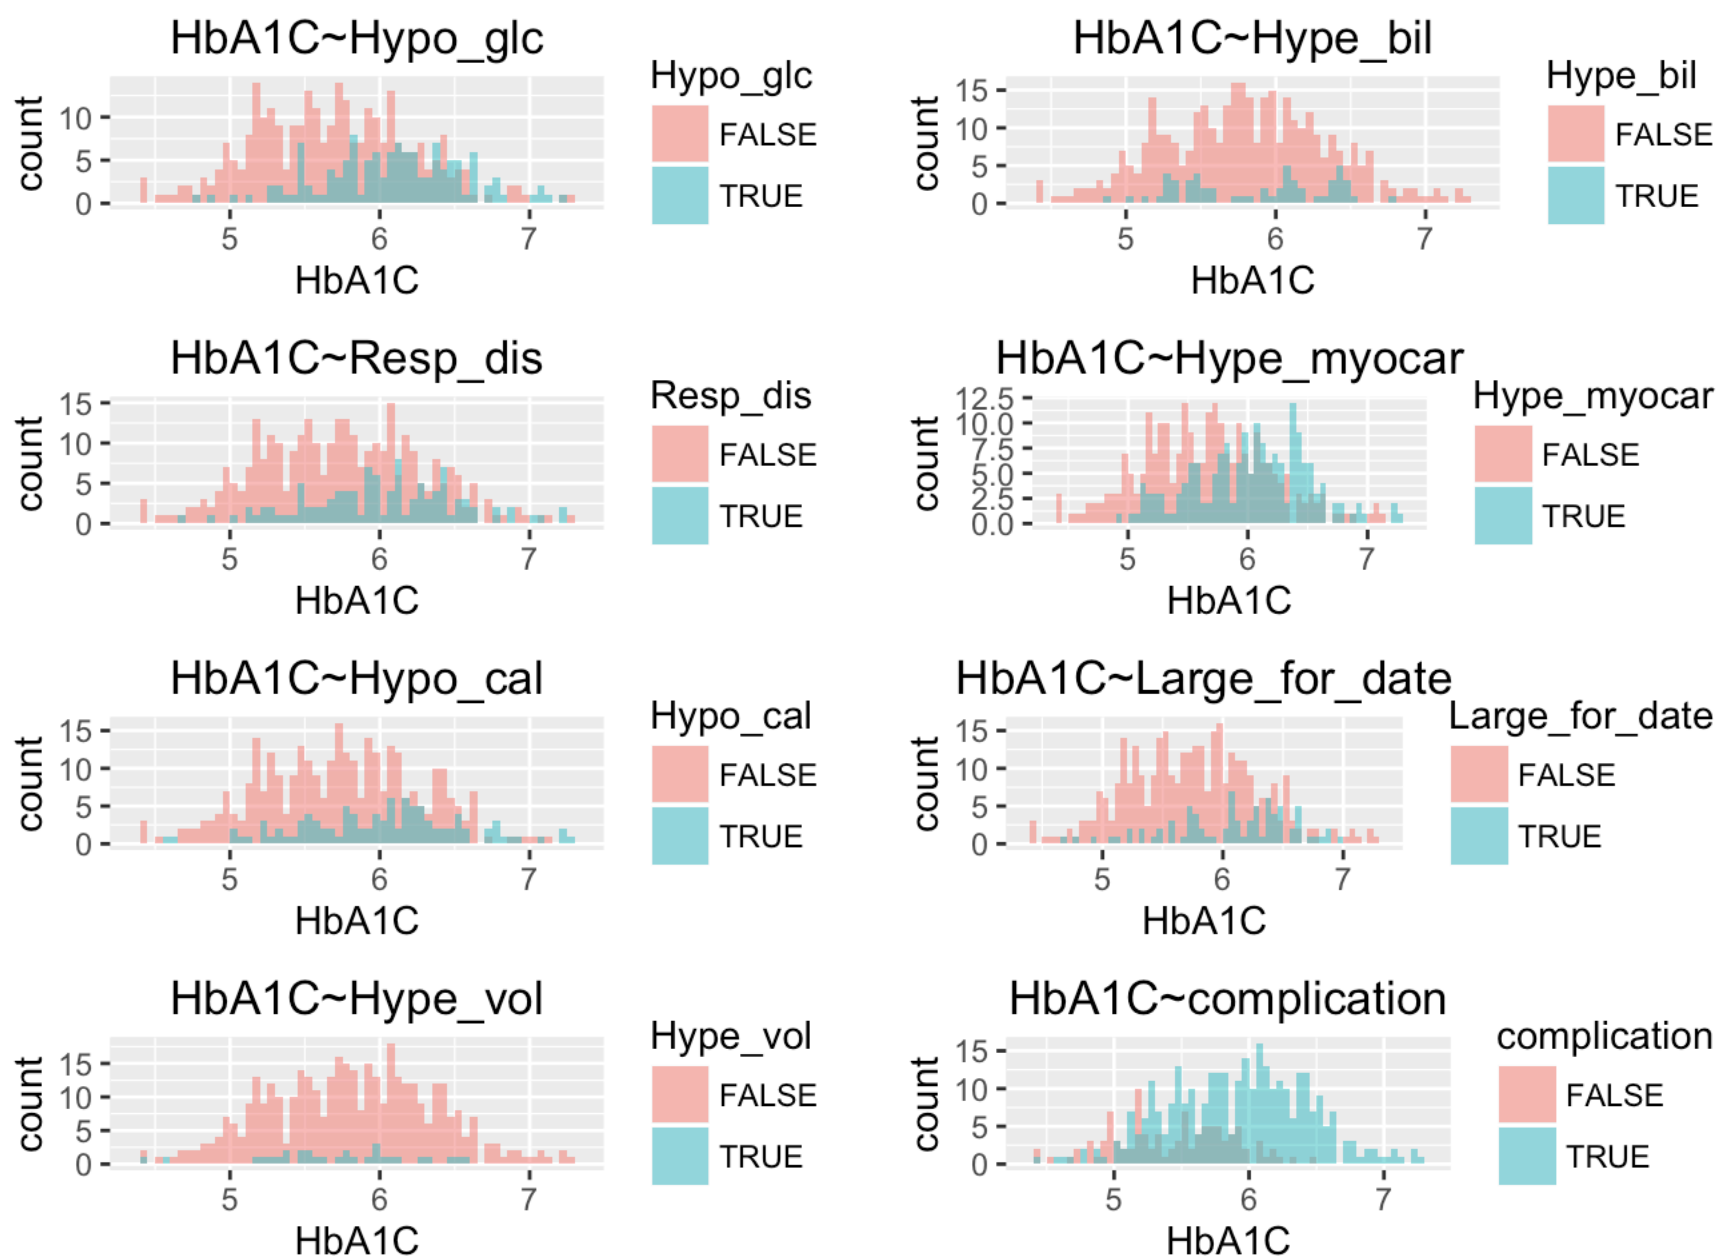 HbA1C~Hypo_glc
count
10
5
0
5 6 7
HbA1C
Hypo_glc
FALSE
TRUE
HbA1C~Hype_bil
count
15
10
5
0
5 6 7
HbA1C
Hype_bil
FALSE
TRUE
HbA1C~Resp_dis
count
15
10
5
0
5 6 7
HbA1C
Resp_dis
FALSE
TRUE
HbA1C~Hype_myocar
count
12.5
10.0
7.5
5.0
2.5
0.0
5 6 7
HbA1C
Hype_myocar
FALSE
TRUE
HbA1C~Hypo_cal
count
15
10
5
0
5 6 7
HbA1C
Hypo_cal
FALSE
TRUE
HbA1C~Large_for_date
count
15
10
5
0
5 6 7
HbA1C
Large_for_date
FALSE
TRUE
HbA1C~Hype_vol
count
15
10
5
0
5 6 7
HbA1C
Hype_vol
FALSE
TRUE
HbA1C~complication
count
15
10
5
0
5 6 7
HbA1C
complication
FALSE
TRUE